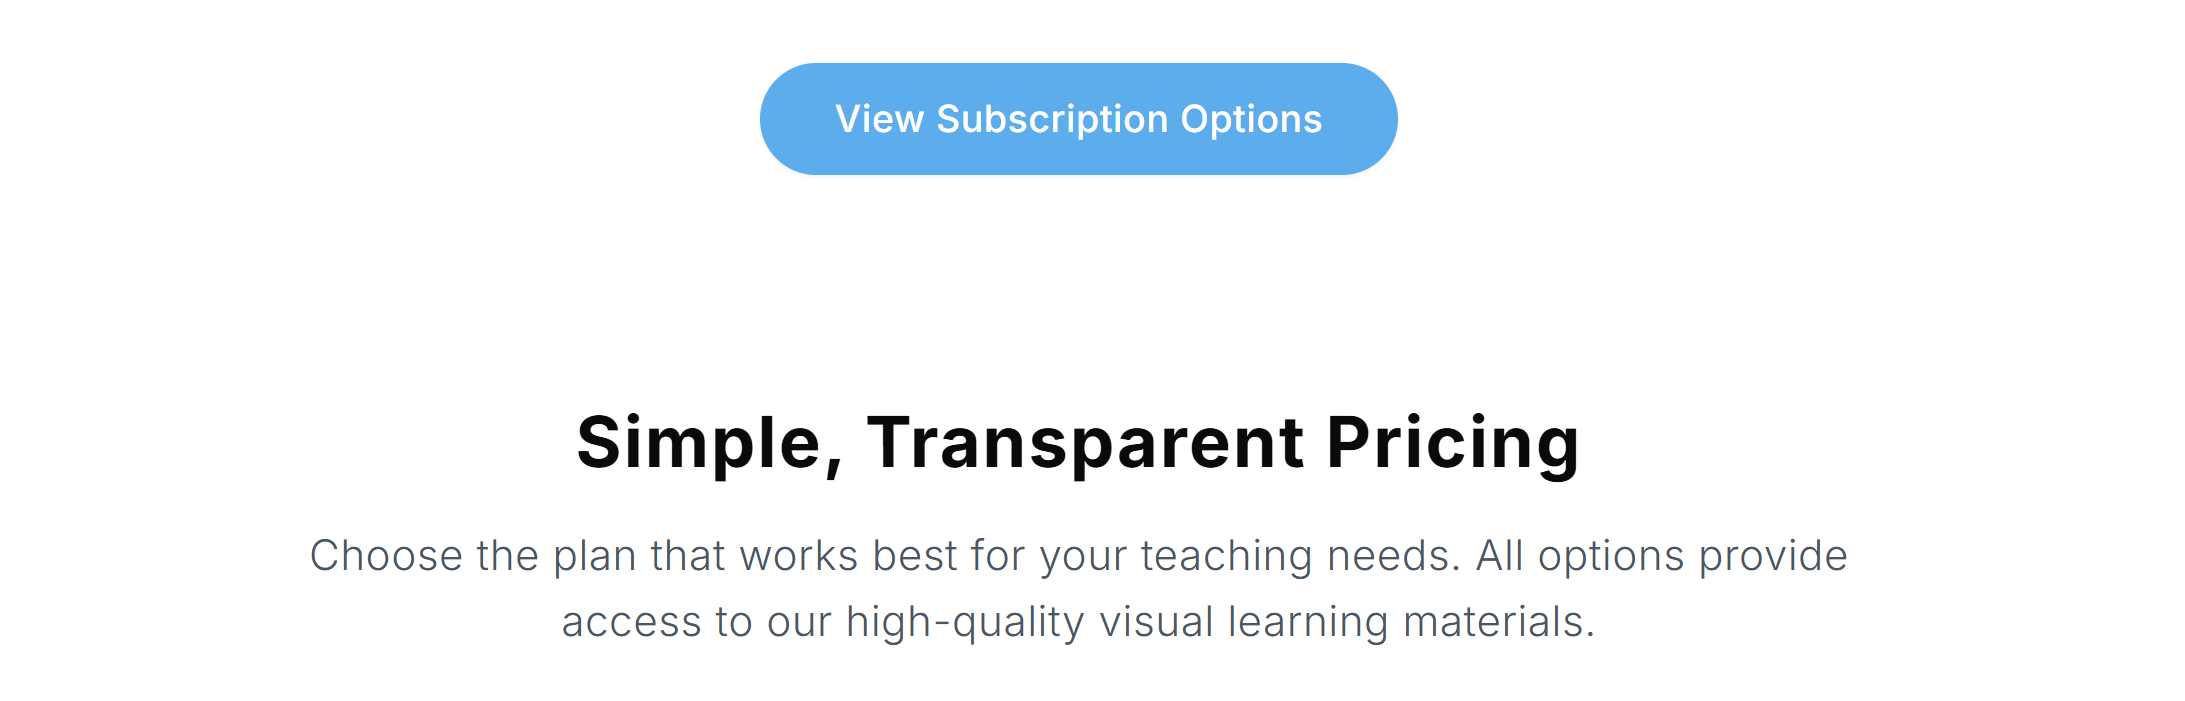 View Subscription Options
Simple, Transparent Pricing
Choose the plan that works best for your teaching needs. All options provide
access to our high-quality visual learning materials.